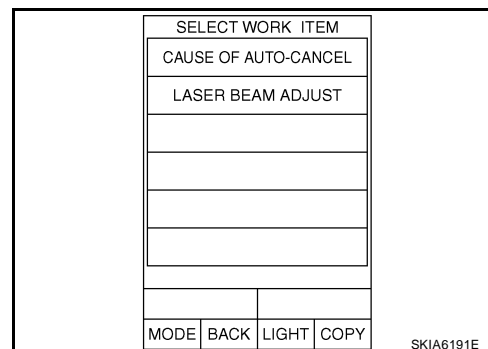 SELECT WORK ITEM
CAUSE OF AUTO-CANCEL
LASER BEAM ADJUST
MODE BACK LIGHT COPY
SKIA6191E